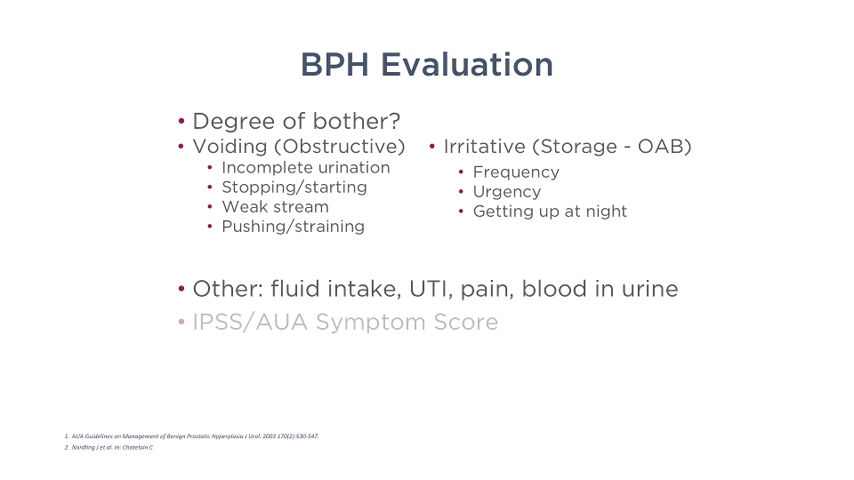 BPH Evaluation
• Degree of bother?
• Voiding (Obstructive)
• Incomplete urination
• Stopping/starting
• Weak stream
• Pushing/straining
• Irritative (Storage - OAB)
• Frequency
• Urgency
• Getting up at night
• Other: fluid intake, UTI, pain, blood in urine
• IPSS/AUA Symptom Score
1. AUA Guidelines on Management of Benign Prostatic Hyperplasia J Urol. 2003 170(2):530-547.
2. Nordling J et al. In: Chatelain C